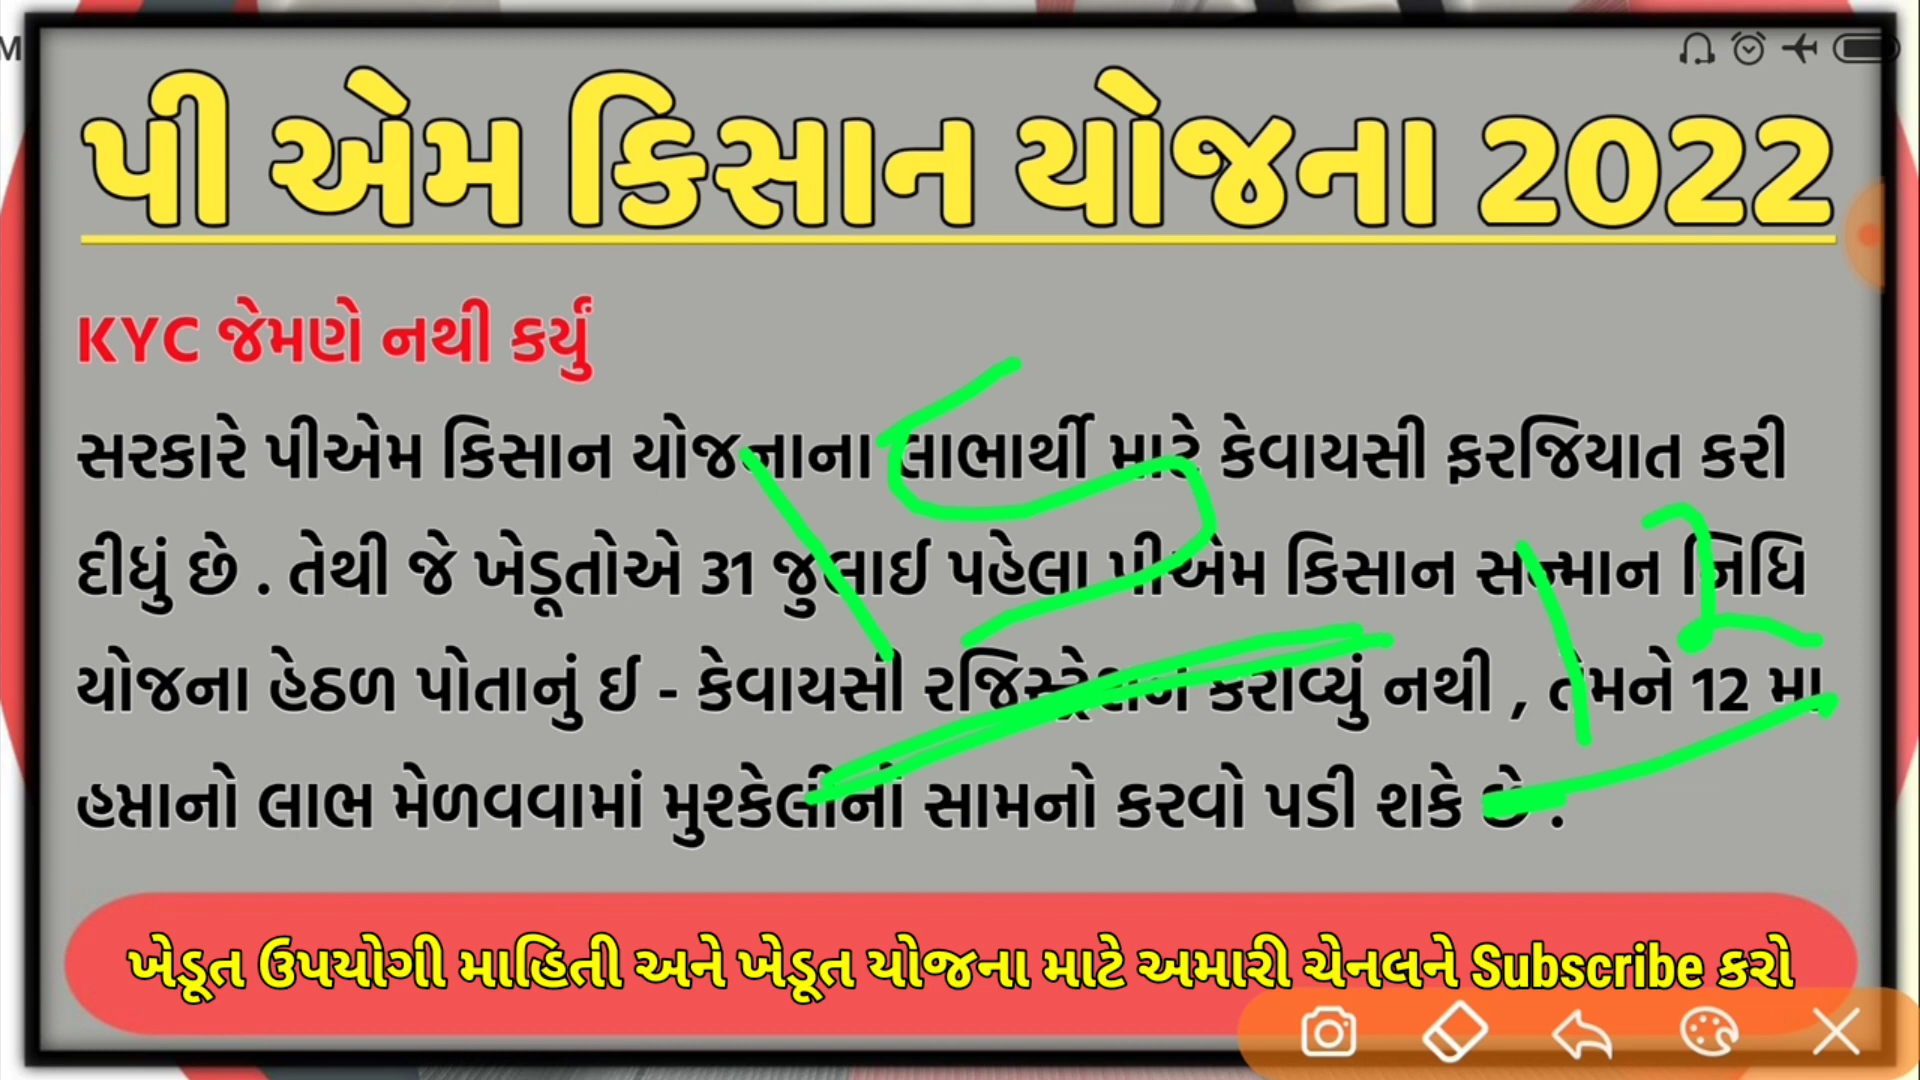 પી એમ કિસાન યોજના 2022
KYC જેમણે નથી કર્યું
સરકારે પીએમ કિસાન યોજનાના લાભાર્થી માટે કેવાયસી ફરજિયાત કરી
દીધું છે . તેથી જે ખેડૂતોએ 31 જુલાઈ પહેલા પીએમ કિસાન સન્માન નિધિ
યોજના હેઠળ પોતાનું ઈ - કેવાયસી રજિસ્ટ્રેશન કરાવ્યું નથી , તેમને 12 મા
હપ્તાનો લાભ મેળવવામાં મુશ્કેલીનો સામનો કરવો પડી શકે છે .
15
12
ખેડૂત ઉપયોગી માહિતી અને ખેડૂત યોજના માટે અમારી ચેનલને Subscribe કરો